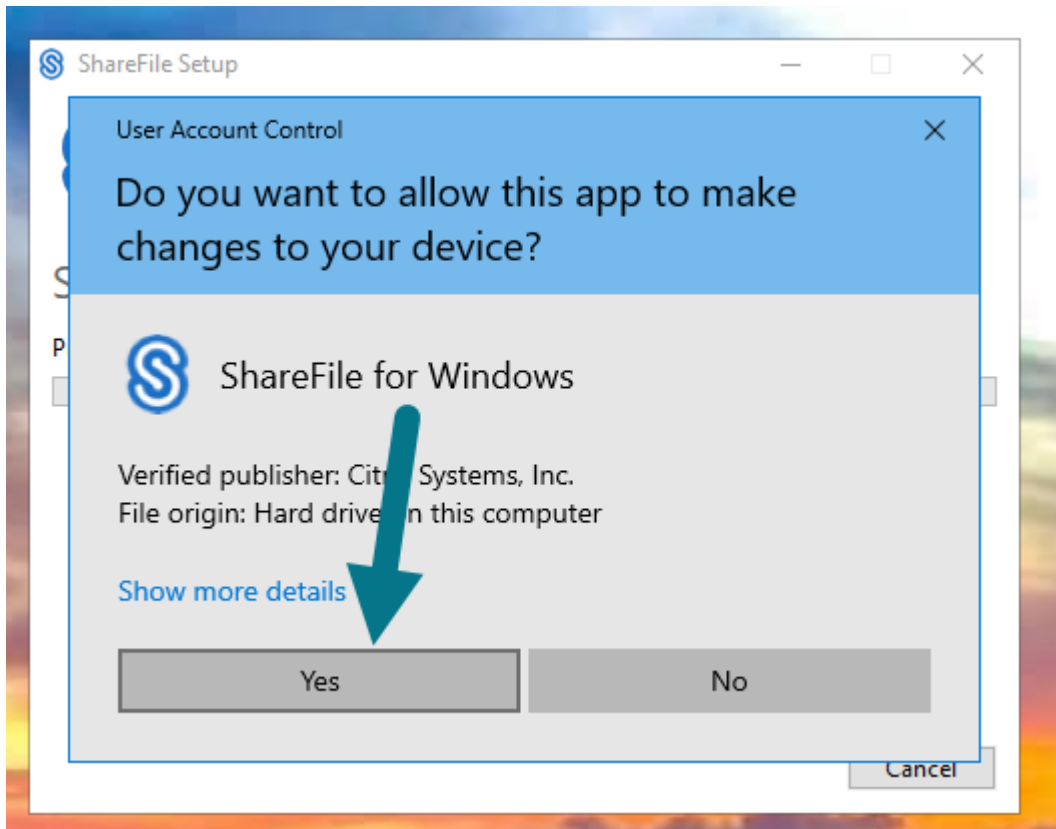 ShareFile Setup
User Account Control
Do you want to allow this app to make
changes to your device?
ShareFile for Windows
Verified publisher: Systems, Inc.
File origin: Hard drive this computer
Show more details
Yes
No
Cancel